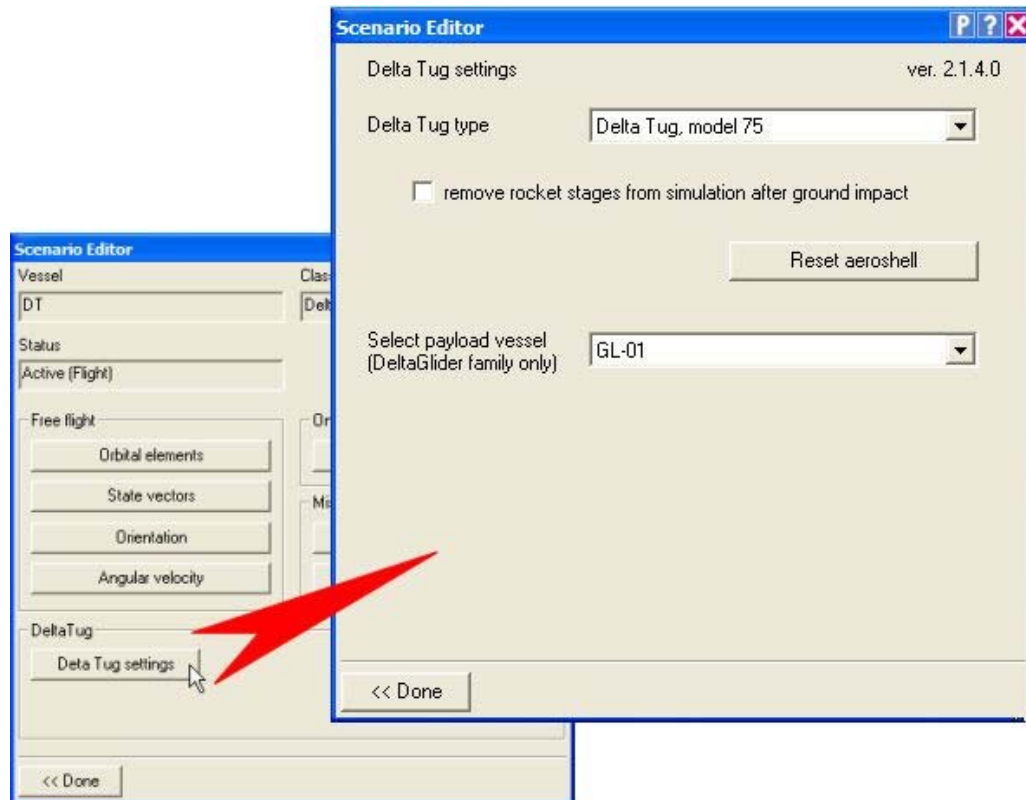 Scenario Editor
P ? X
Delta Tug settings
ver. 2.1.4.0
Delta Tug type
Delta Tug, model 75
remove rocket stages from simulation after ground impact
Reset aeroshell
Select payload vessel
(DeltaGlider family only)
GL-01
<< Done
Scenario Editor
Vessel
DT
Status
Active (Flight)
Free flight
Orbital elements
State vectors
Orientation
Angular velocity
DeltaTug
Deta Tug settings
<< Done